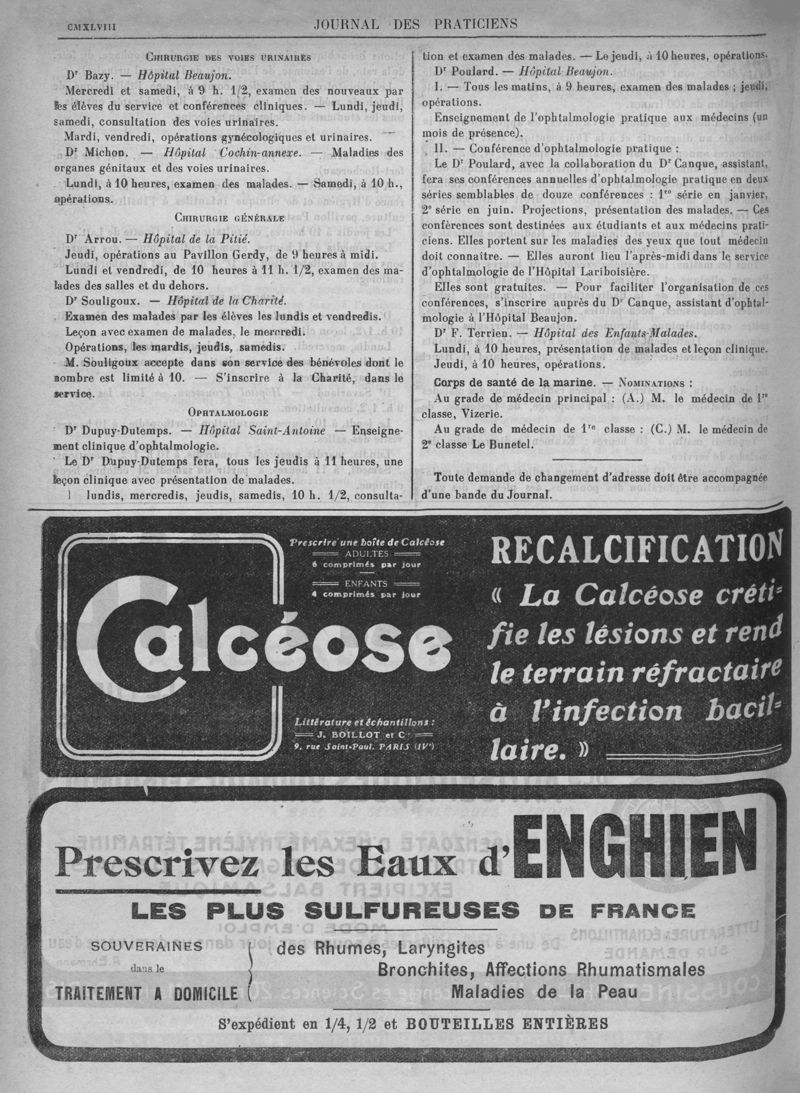 CMXLVIII
JOURNAL DES PRATICIENS
CHIRURGIE DES VOIES URINAIRES
Dr Bazy. — Hôpital Beaujon.
Mercredi et samedi, à 9 h. 1/2, examen des nouveaux par
les élèves du service et conférences cliniques. — Lundi, jeudi,
samedi, consultation des voies urinaires.
Mardi, vendredi, opérations gynécologiques et urinaires.
Dr Michon. — Hôpital Cochin-annexe. — Maladies des
organes génitaux et des voies urinaires.
Lundi, à 10 heures, examen des malades. — Samedi, à 10 h.,
opérations.
CHIRURGIE GÉNÉRALE
Dr Arrou. — Hôpital de la Pitié.
Jeudi, opérations au Pavillon Gerdy, de 9 heures à midi.
Lundi et vendredi, de 10 heures à 11 h. 1/2, examen des ma-
lades des salles et du dehors.
Dr Souligoux. — Hôpital de la Charité.
Examen des malades par les élèves les lundis et vendredis.
Leçon avec examen de malades, le mercredi.
Opérations, les mardis, jeudis, samedis.
M. Souligoux accepte dans son service des bénévoles dont le
nombre est limité à 10. — S'inscrire à la Charité, dans le
service.
OPHTALMOLOGIE
Dr Dupuy-Dutemps. — Hôpital Saint-Antoine — Enseigne-
ment clinique d'ophtalmologie.
Le Dr Dupuy-Dutemps fera, tous les jeudis à 11 heures, une
leçon clinique avec présentation de malades.
lundis, mercredis, jeudis, samedis, 10 h. 1/2, consulta-
tion et examen des malades. — Le jeudi, à 10 heures, opérations.
Dr Poulard. — Hôpital Beaujon.
I. — Tous les matins, à 9 heures, examen des malades ; jeudi,
opérations.
Enseignement de l'ophtalmologie pratique aux médecins (un
mois de présence).
II. — Conférence d'ophtalmologie pratique :
Le Dr Poulard, avec la collaboration du Dr Canque, assistant,
fera ses conférences annuelles d'ophtalmologie pratique en deux
séries semblables de douze conférences : 1re série en janvier,
2e série en juin. Projections, présentation des malades. — Ces
confèrences sont destinées aux étudiants et aux médecins prati-
ciens. Elles portent sur les maladies des yeux que tout médecin
doit connaître. — Elles auront lieu l'après-midi dans le service
d'ophtalmologie de l'Hôpital Lariboisière.
Elles sont gratuites. — Pour faciliter l'organisation de ces
conférences, s'inscrire auprès du Dr Canque, assistant d'ophtal-
mologie à l'Hôpital Beaujon.
Dr F. Terrien. — Hôpital des Enfants-Malades.
Lundi, à 10 heures, présentation de malades et leçon clinique.
Jeudi, à 10 heures, opérations.
Corps de santé de la marine. — NOMINATIONS :
Au grade de médecin principal : (A.) M. le médecin de 1re
classe, Vizerie.
Au grade de médecin de 1re classe : (C.) M. le médecin de
2e classe Le Bunetel.
Toute demande de changement d'adresse doit être accompagnée
d'une bande du Journal.
Calcéose
Prescrire une boîte de Calcéose
ADULTES
6 comprimés par jour
ENFANTS
4 comprimés par jour
Littérature et échantillons :
J. BOILLOT et Cie
9, rue Saint-Paul. PARIS (IVe)
RECALCIFICATION
« La Calcéose créti-
fie les lésions et rend
le terrain réfractaire
à l'infection bacil-
laire. »
Prescrivez les Eaux d'ENGHIEN
LES PLUS SULFUREUSES DE FRANCE
SOUVERAINES
dans le
TRAITEMENT A DOMICILE
des Rhumes, Laryngites
Bronchites, Affections Rhumatismales
Maladies de la Peau
S'expédient en 1/4, 1/2 et BOUTEILLES ENTIÈRES